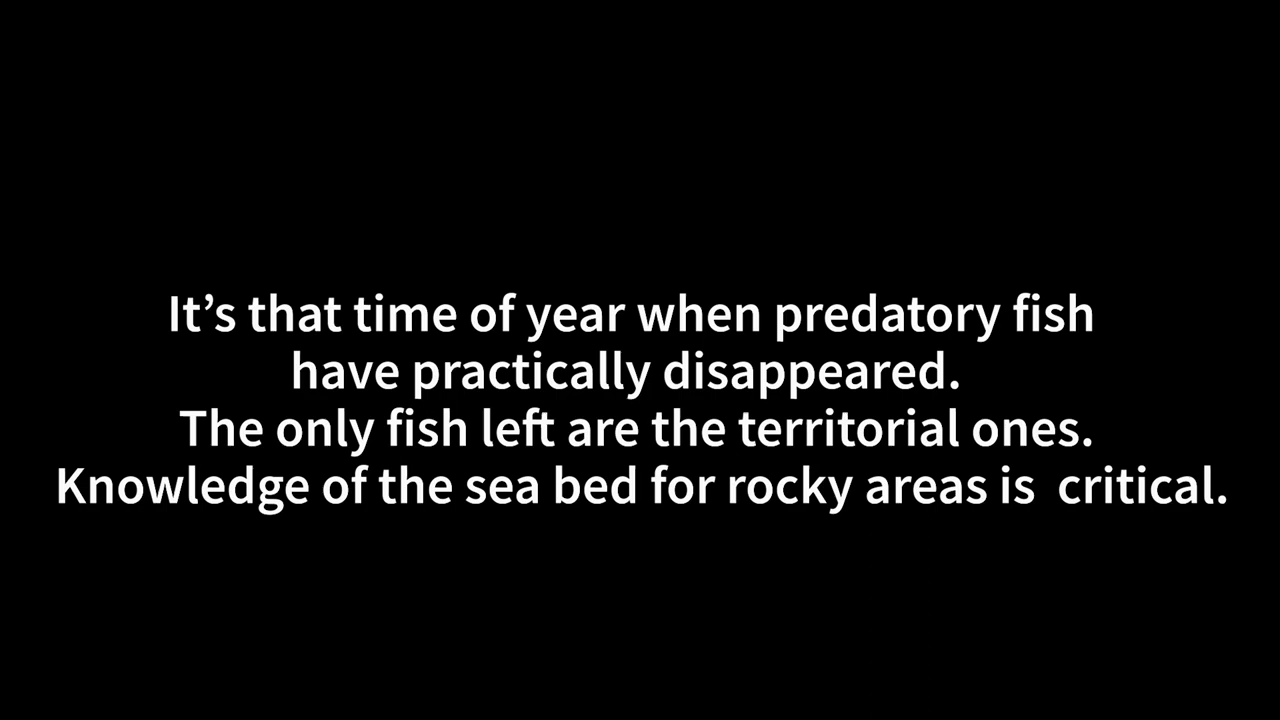 It’s that time of year when predatory fish
have practically disappeared.
The only fish left are the territorial ones.
Knowledge of the sea bed for rocky areas is  critical.